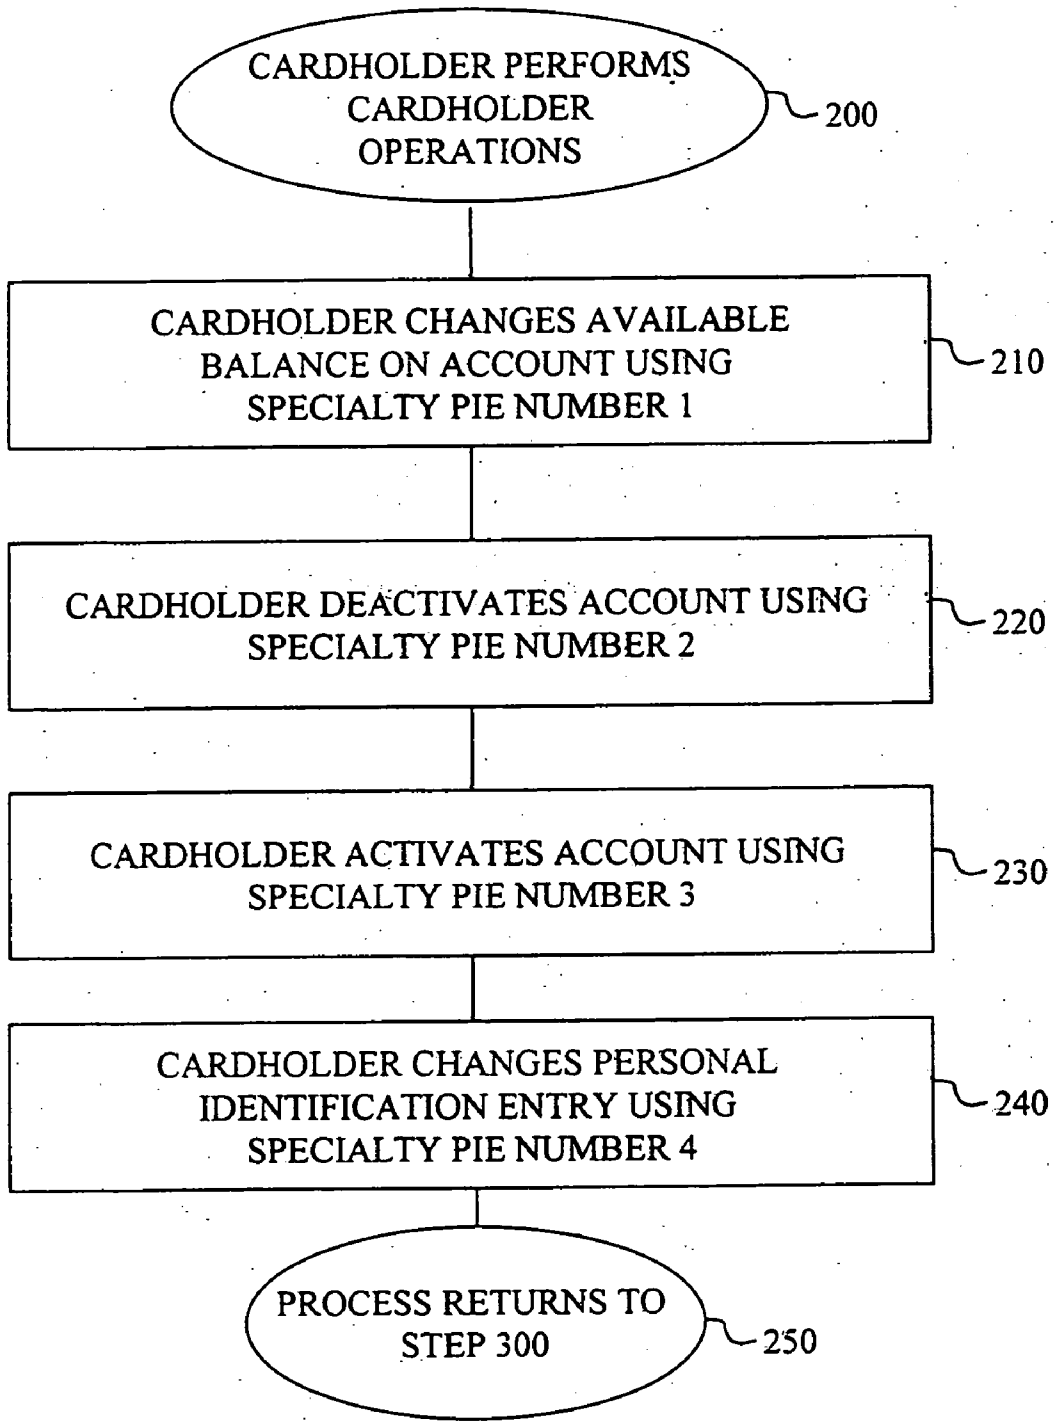 CARDHOLDER PERFORMS
CARDHOLDER
OPERATIONS
200
CARDHOLDER CHANGES AVAILABLE
BALANCE ON ACCOUNT USING
SPECIALTY PIE NUMBER 1
210
CARDHOLDER DEACTIVATES ACCOUNT USING
SPECIALTY PIE NUMBER 2
220
CARDHOLDER ACTIVATES ACCOUNT USING
SPECIALTY PIE NUMBER 3
230
CARDHOLDER CHANGES PERSONAL
IDENTIFICATION ENTRY USING
SPECIALTY PIE NUMBER 4
240
PROCESS RETURNS TO
STEP 300
250